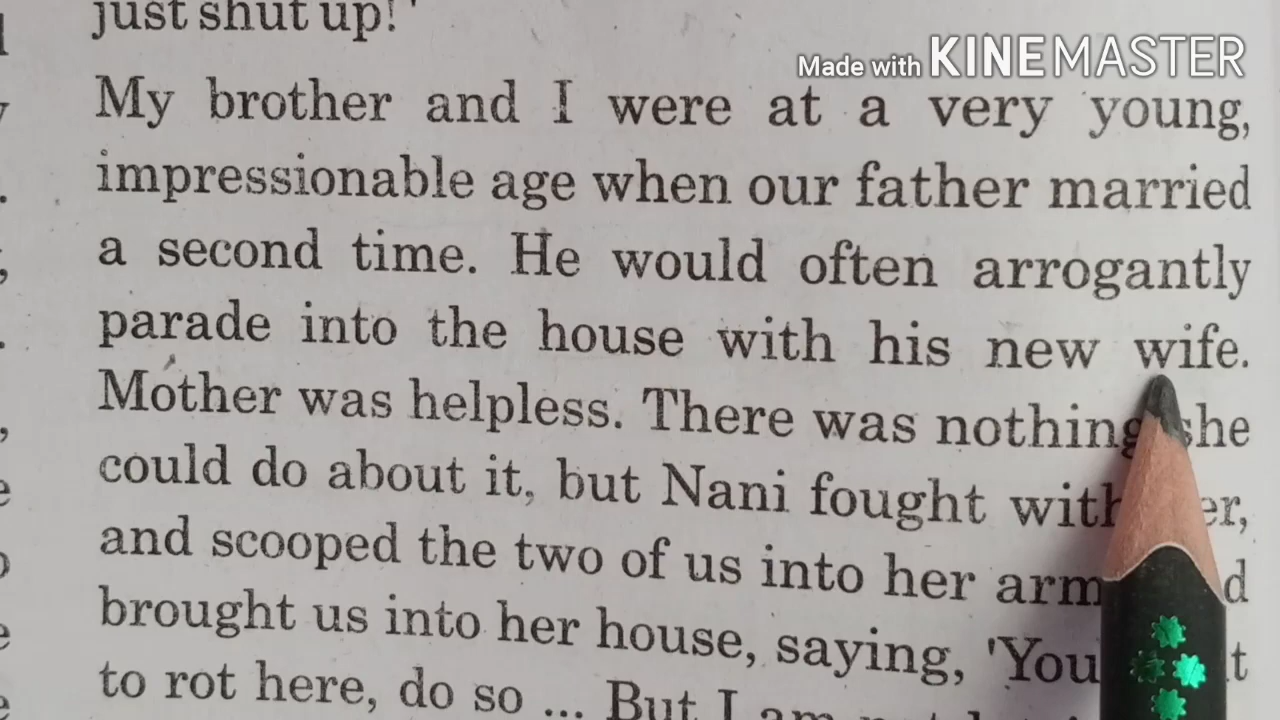 just shut up!'
Made with KINEMASTER
My brother and I were at a very young,
impressionable age when our father married
a second time. He would often arrogantly
parade into the house with his new wife.
Mother was helpless. There was nothing she
could do about it, but Nani fought with
and scooped the two of us into her
brought us into her house, saying, 'You
to rot here, do so ... But I am